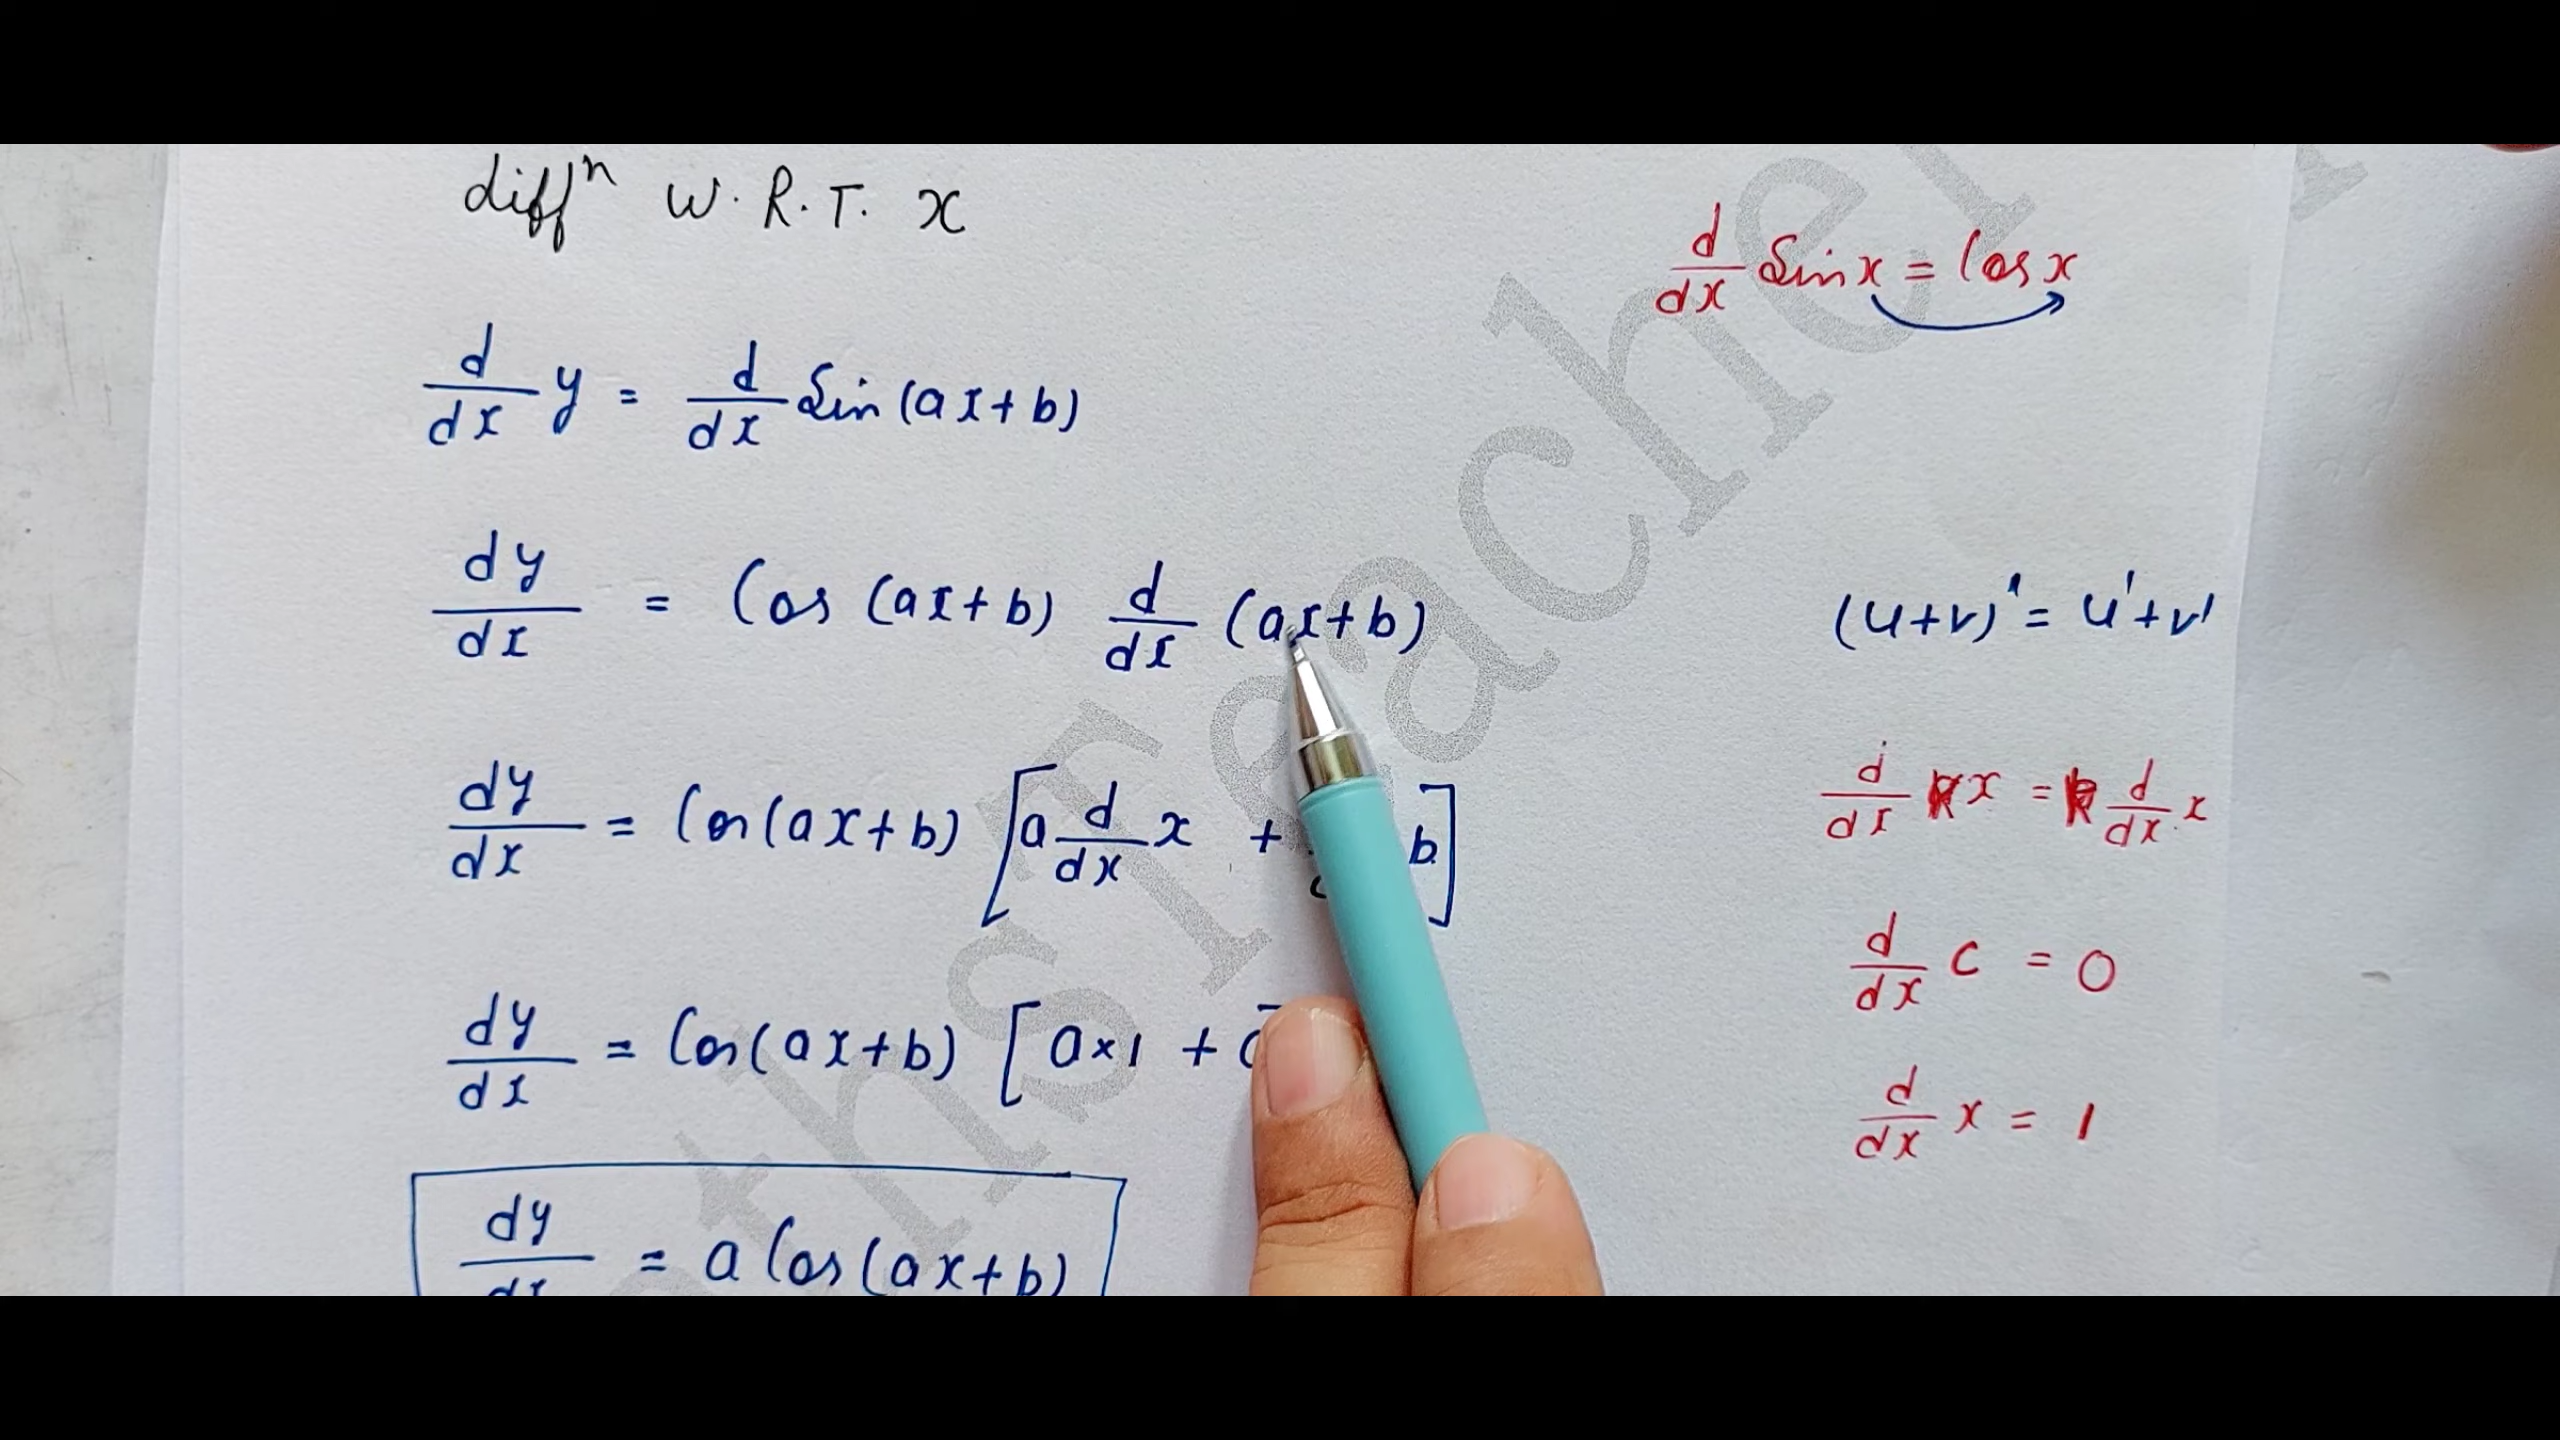 diffⁿ W.R.T. x
d/dx Sin x = Cos x
d/dx y = d/dx Sin (ax+b)
dy/dx = Cos (ax+b) d/dx (ax+b)
(u+v)' = u'+v'
dy/dx = Cos(ax+b) [a d/dx x + b]
d/dx kx = k d/dx x
d/dx c = 0
dy/dx = Cos(ax+b) [a×1 +
d/dx x = 1
dy/dx = a Cos(ax+b)